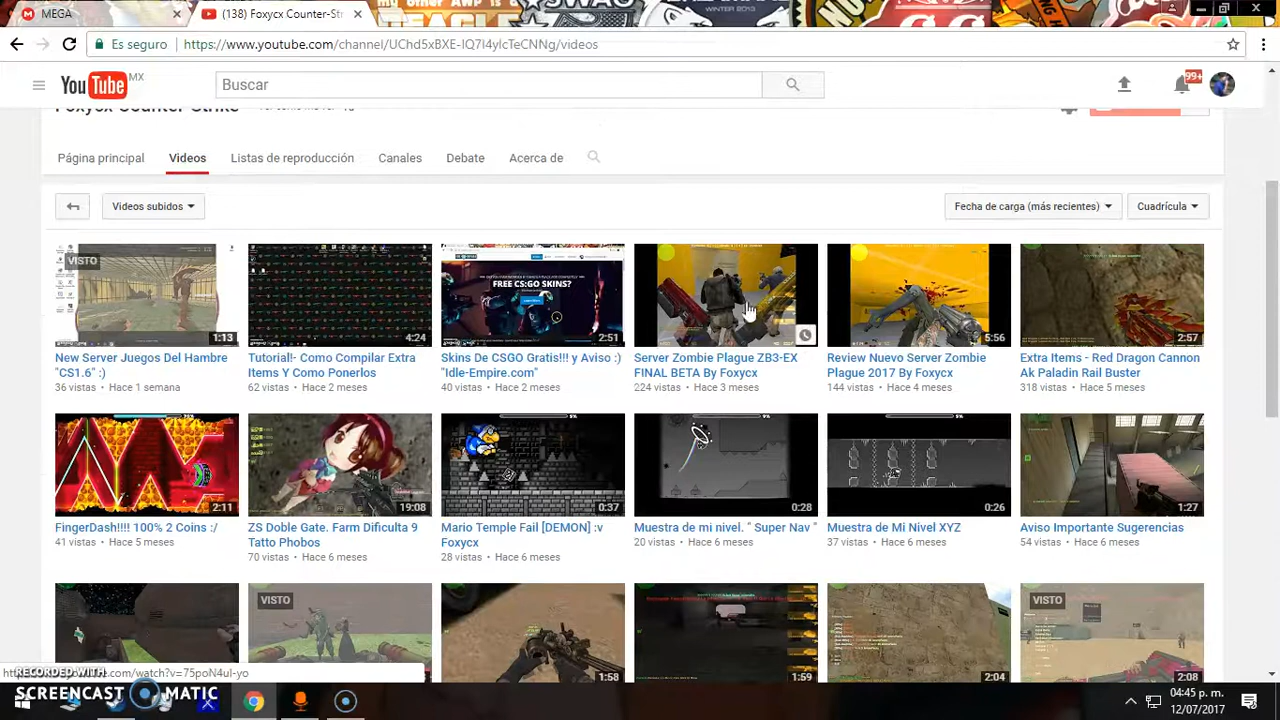 MEGA
(138) Foxycx Counter-Str
Es seguro
https://www.youtube.com/channel/UChd5xBXE-IQ7I4ylcTeCNNg/videos
YouTube MX
Buscar
99+
Foxycx Counter-Strike
Página principal
Videos
Listas de reproducción
Canales
Debate
Acerca de
Videos subidos
Fecha de carga (más recientes)
Cuadrícula
VISTO
1:13
4:24
FREE CS:GO SKINS?
2:51
5:56
2:57
New Server Juegos Del Hambre
"CS1.6" :)
36 vistas • Hace 1 semana
Tutorial!- Como Compilar Extra
Items Y Como Ponerlos
62 vistas • Hace 2 meses
Skins De CSGO Gratis!!! y Aviso :)
"Idle-Empire.com"
40 vistas • Hace 2 meses
Server Zombie Plague ZB3-EX
FINAL BETA By Foxycx
224 vistas • Hace 3 meses
Review Nuevo Server Zombie
Plague 2017 By Foxycx
144 vistas • Hace 4 meses
Extra Items - Red Dragon Cannon
Ak Paladin Rail Buster
318 vistas • Hace 5 meses
2:11
19:08
0:37
0:28
0:26
1:27
FingerDash!!!! 100% 2 Coins :/
41 vistas • Hace 5 meses
ZS Doble Gate. Farm Dificulta 9
Tatto Phobos
70 vistas • Hace 6 meses
Mario Temple Fail [DEMON] :v
Foxycx
28 vistas • Hace 6 meses
Muestra de mi nivel. " Super Nav "
20 vistas • Hace 6 meses
Muestra de Mi Nivel XYZ
37 vistas • Hace 6 meses
Aviso Importante Sugerencias
54 vistas • Hace 6 meses
VISTO
VISTO
1:58
1:59
2:04
2:08
.com/watch?v=75poN4uI-yo
RECORDED WITH
SCREENCAST MATIC
04:45 p. m.
12/07/2017